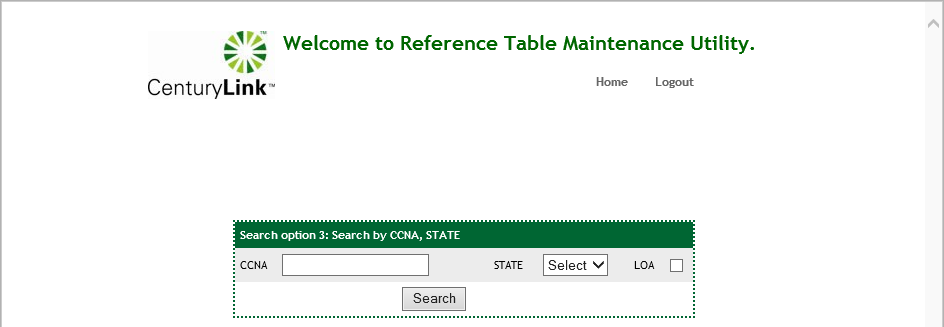 Welcome to Reference Table Maintenance Utility.
CenturyLink™
Home Logout
Search option 3: Search by CCNA, STATE
CCNA STATE Select LOA
Search